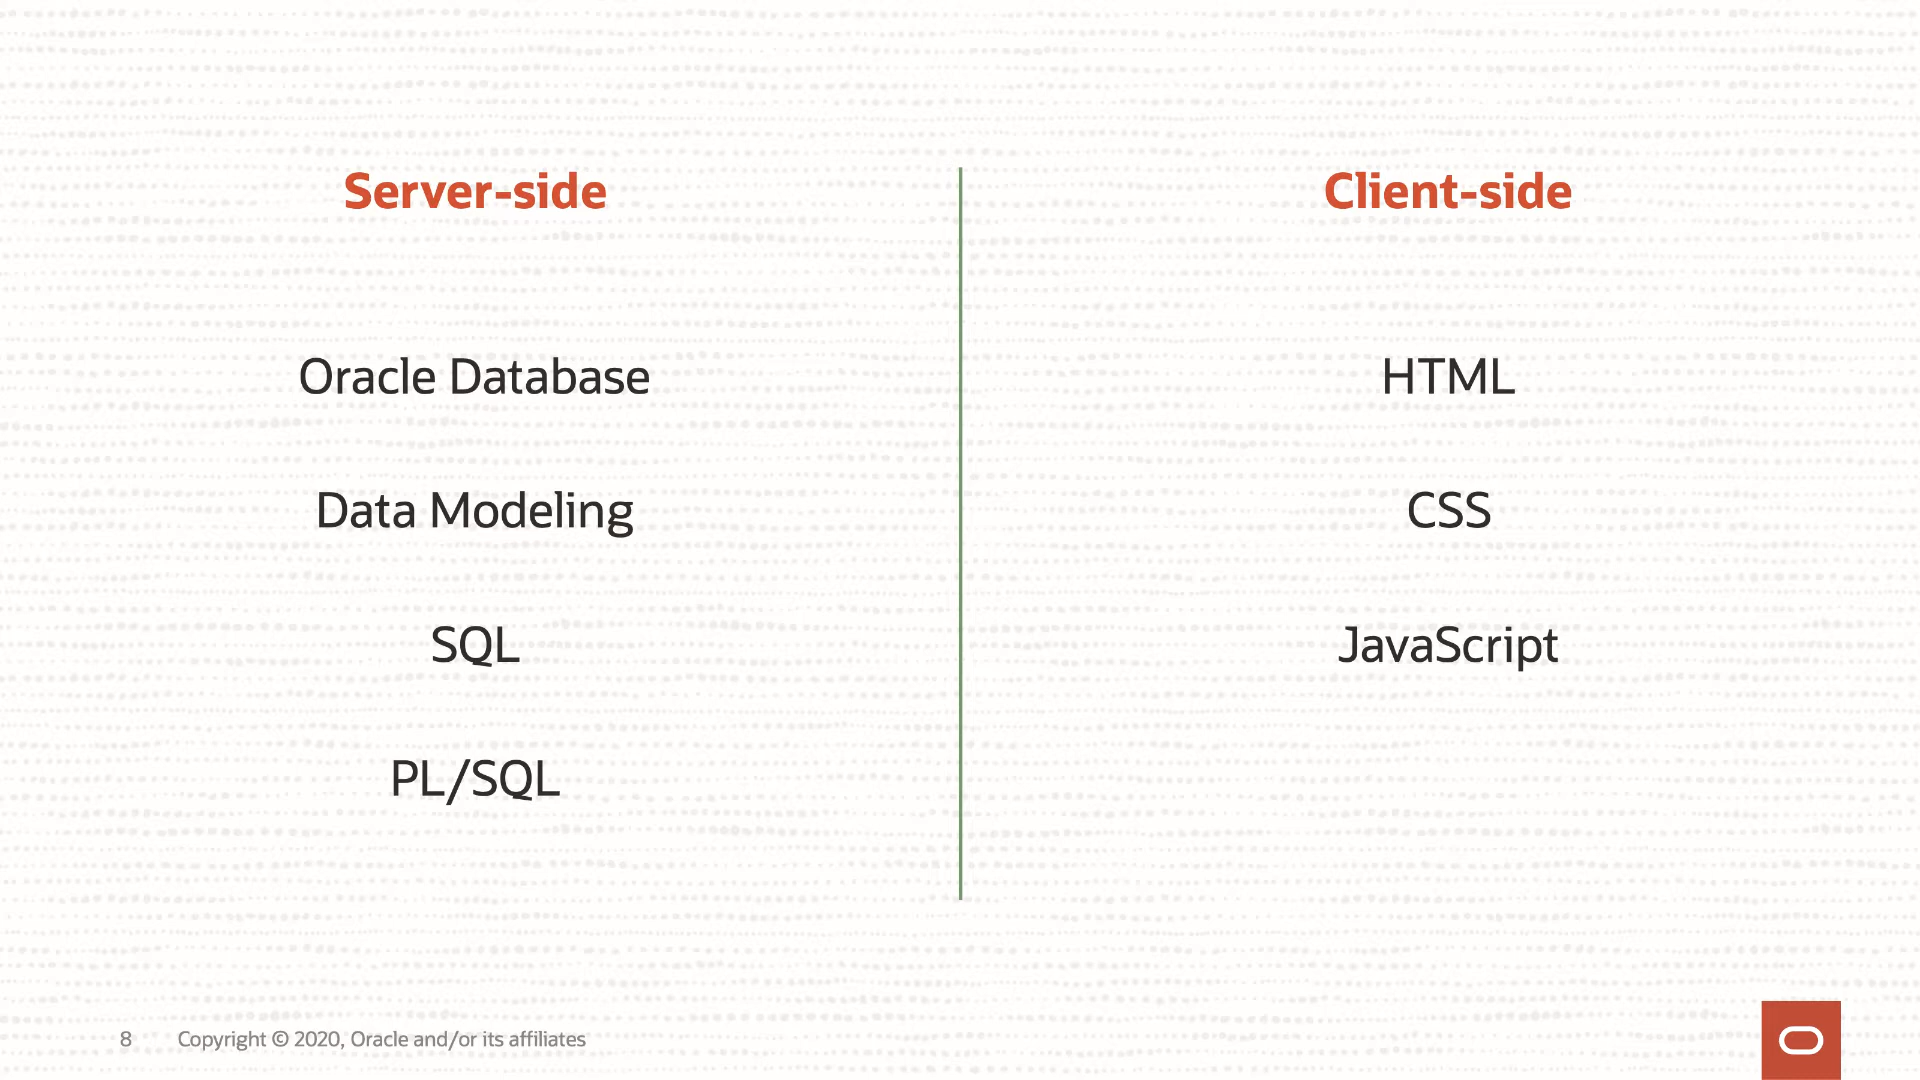 Server-side
Oracle Database
Data Modeling
SQL
PL/SQL
Client-side
HTML
CSS
JavaScript
8 Copyright © 2020, Oracle and/or its affiliates